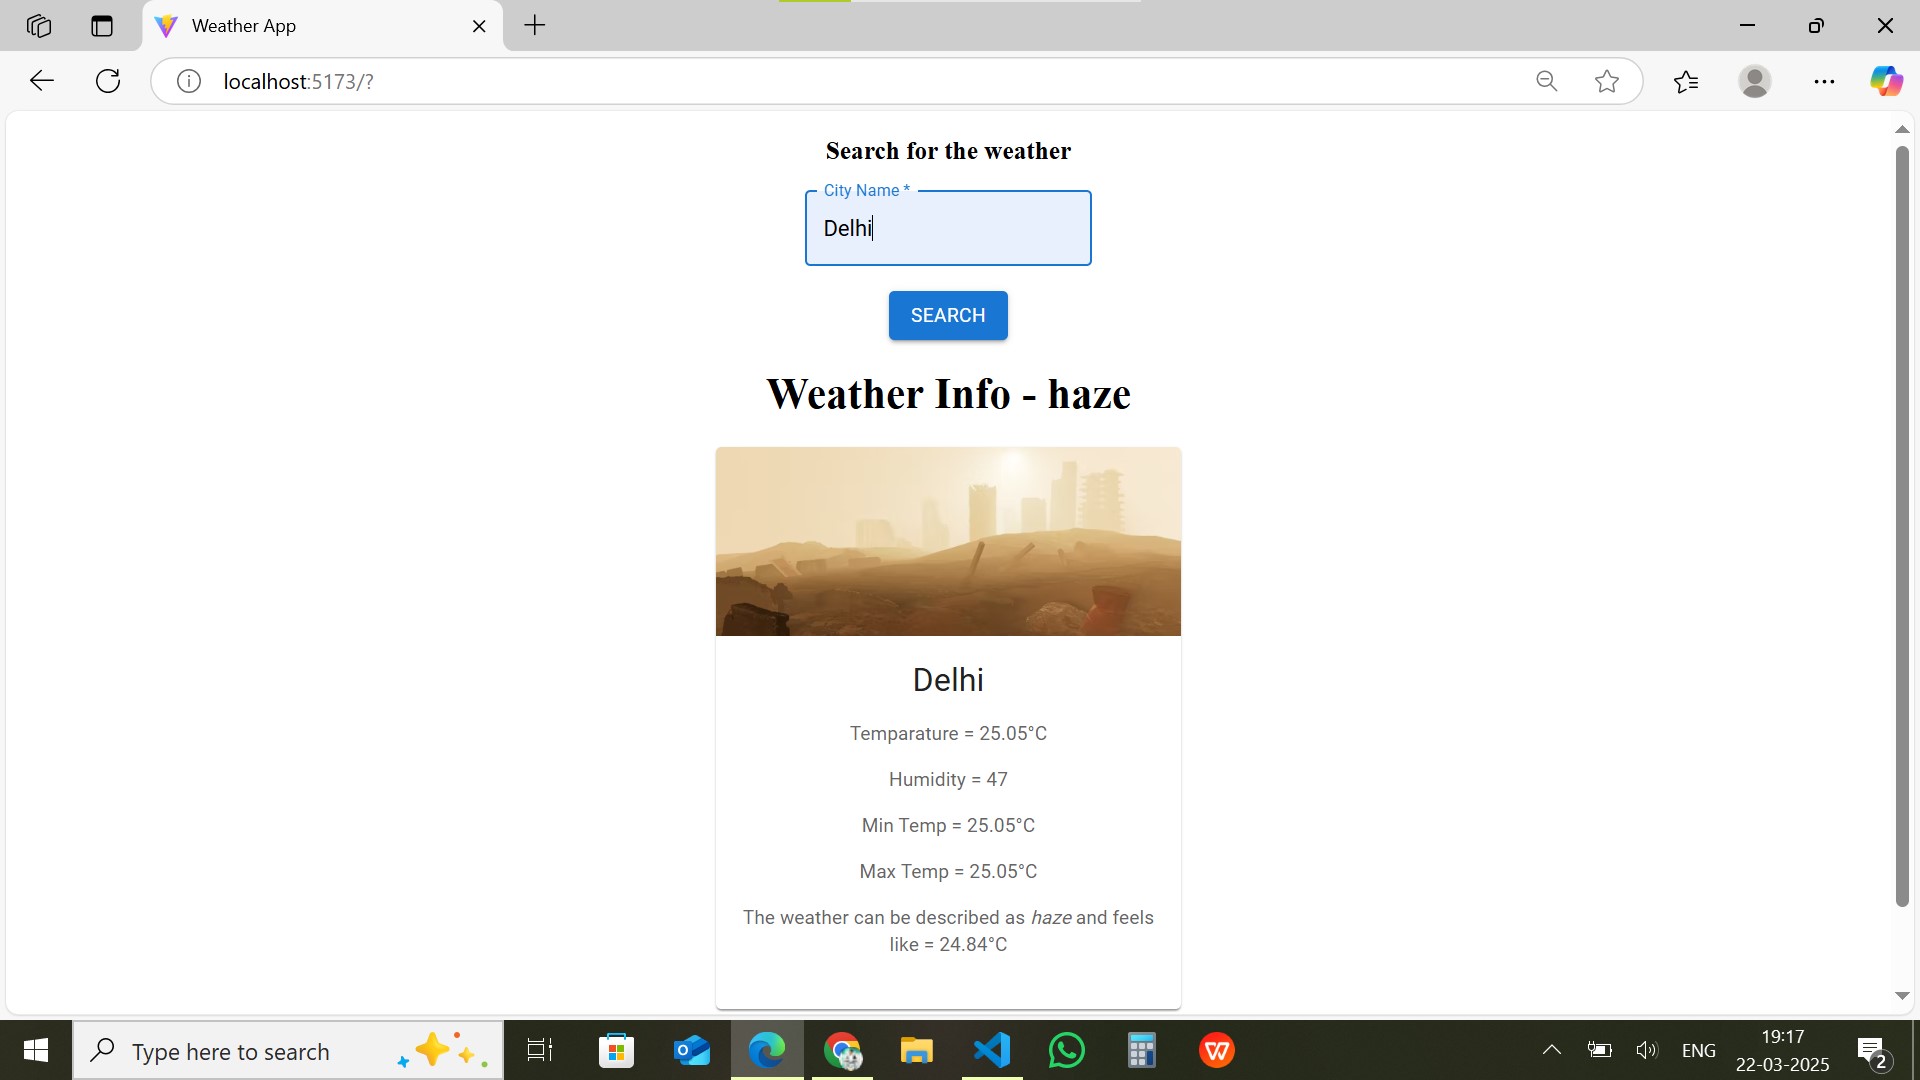 Weather App
localhost:5173/?
Search for the weather
City Name *
Delhi
SEARCH
Weather Info - haze
Delhi
Temparature = 25.05°C
Humidity = 47
Min Temp = 25.05°C
Max Temp = 25.05°C
The weather can be described as haze and feels
like = 24.84°C
Type here to search
ENG
19:17
22-03-2025
2